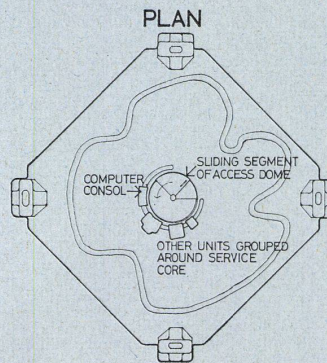 PLAN
SLIDING SEGMENT
OF ACCESS DOME
COMPUTER
CONSOL
OTHER UNITS GROUPED
AROUND SERVICE
CORE